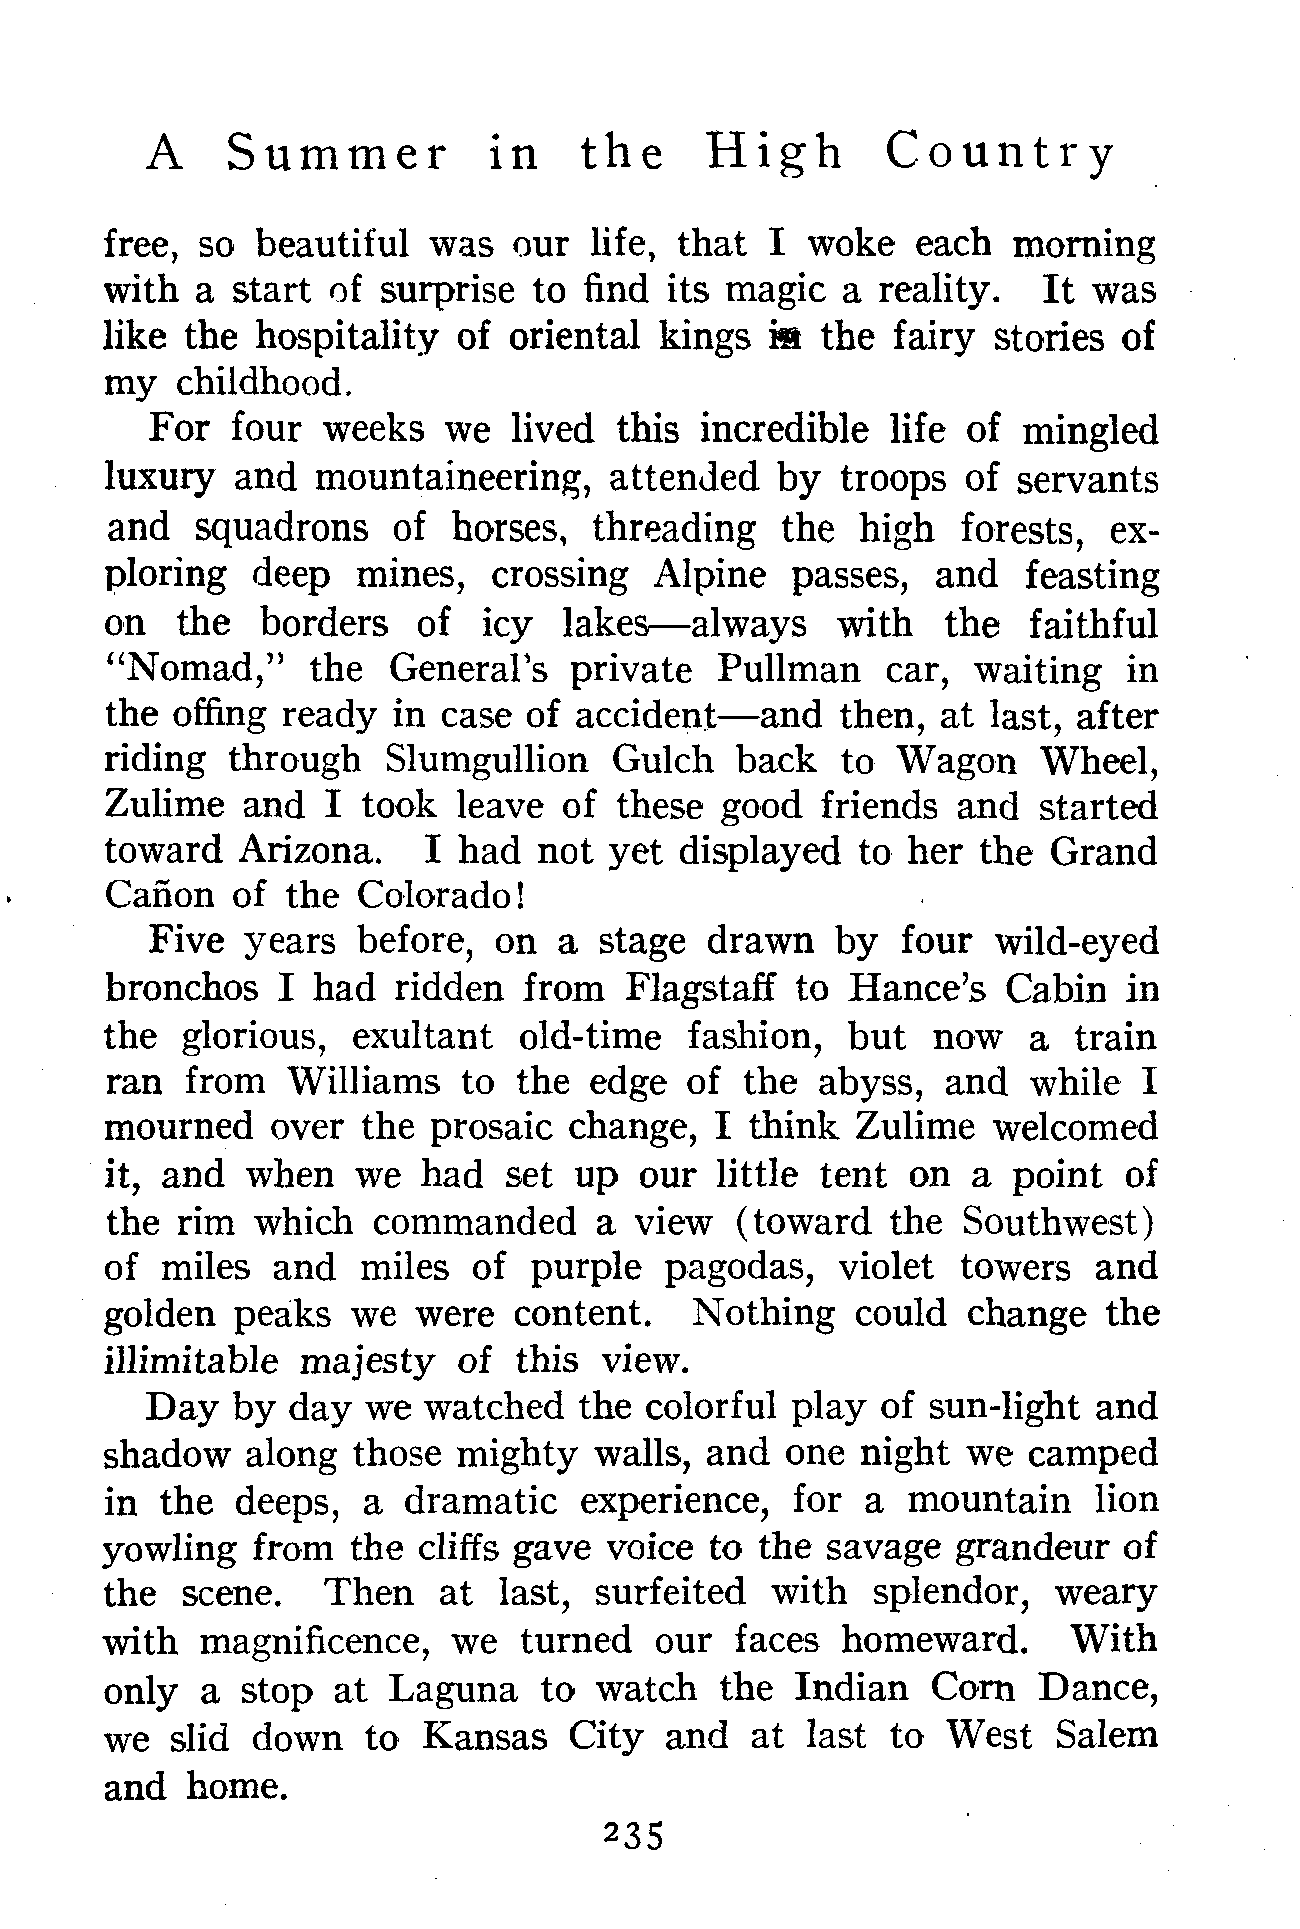 A Summer in the High Country
free, so beautiful was our life, that I woke each morning
with a start of surprise to find its magic a reality. It was
like the hospitality of oriental kings in the fairy stories of
my childhood.
For four weeks we lived this incredible life of mingled
luxury and mountaineering, attended by troops of servants
and squadrons of horses, threading the high forests, ex-
ploring deep mines, crossing Alpine passes, and feasting
on the borders of icy lakes—always with the faithful
“Nomad,” the General's private Pullman car, waiting in
the offing ready in case of accident—and then, at last, after
riding through Slumgullion Gulch back to Wagon Wheel,
Zulime and I took leave of these good friends and started
toward Arizona. I had not yet displayed to her the Grand
Cañon of the Colorado!
Five years before, on a stage drawn by four wild-eyed
bronchos I had ridden from Flagstaff to Hance's Cabin in
the glorious, exultant old-time fashion, but now a train
ran from Williams to the edge of the abyss, and while I
mourned over the prosaic change, I think Zulime welcomed
it, and when we had set up our little tent on a point of
the rim which commanded a view (toward the Southwest)
of miles and miles of purple pagodas, violet towers and
golden peaks we were content. Nothing could change the
illimitable majesty of this view.
Day by day we watched the colorful play of sun-light and
shadow along those mighty walls, and one night we camped
in the deeps, a dramatic experience, for a mountain lion
yowling from the cliffs gave voice to the savage grandeur of
the scene. Then at last, surfeited with splendor, weary
with magnificence, we turned our faces homeward. With
only a stop at Laguna to watch the Indian Corn Dance,
we slid down to Kansas City and at last to West Salem
and home.
235